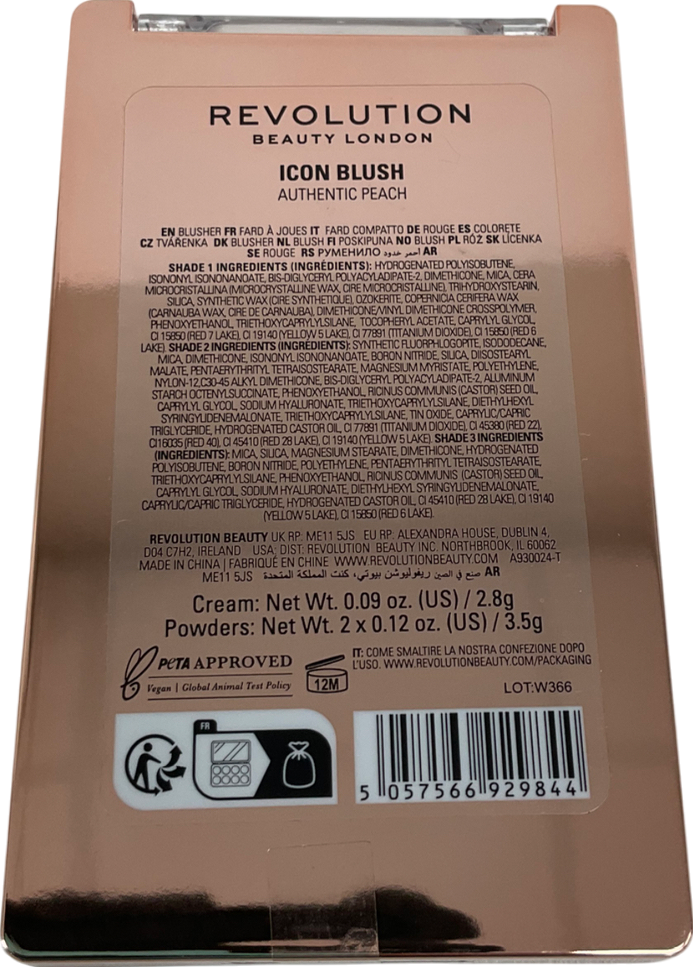 REVOLUTION
BEAUTY LONDON
ICON BLUSH
AUTHENTIC PEACH
EN BLUSHER FR FARD À JOUES IT FARD COMPATTO DE ROUGE ES COLORETE
CZ TVÁŘENKA DK BLUSHER NL BLUSH FI POSKIPUNA NO BLUSH PL RÓŻ SK LÍCENKA
SE ROUGE RS РУМЕНИЛО أحمر خدود AR
SHADE 1 INGREDIENTS (INGRÉDIENTS): HYDROGENATED POLYISOBUTENE,
ISONONYL ISONONANOATE, BIS-DIGLYCERYL POLYACYLADIPATE-2, DIMETHICONE, MICA, CERA
MICROCRISTALLINA (MICROCRYSTALLINE WAX, CIRE MICROCRISTALLINE), TRIHYDROXYSTEARIN,
SILICA, SYNTHETIC WAX (CIRE SYNTHETIQUE), OZOKERITE, COPERNICIA CERIFERA WAX
(CARNAUBA WAX, CIRE DE CARNAUBA), DIMETHICONE/VINYL DIMETHICONE CROSSPOLYMER,
PHENOXYETHANOL, TRIETHOXYCAPRYLYLSILANE, TOCOPHERYL ACETATE, CAPRYLYL GLYCOL,
CI 15850 (RED 7 LAKE), CI 19140 (YELLOW 5 LAKE), CI 77891 (TITANIUM DIOXIDE), CI 15850 (RED 6
LAKE) SHADE 2 INGREDIENTS (INGRÉDIENTS): SYNTHETIC FLUORPHLOGOPITE, ISODODECANE,
MICA, DIMETHICONE, ISONONYL ISONONANOATE, BORON NITRIDE, SILICA, DIISOSTEARYL
MALATE, PENTAERYTHRITYL TETRAISOSTEARATE, MAGNESIUM MYRISTATE, POLYETHYLENE,
NYLON-12,C30-45 ALKYL DIMETHICONE, BIS-DIGLYCERYL POLYACYLADIPATE-2, ALUMINUM
STARCH OCTENYLSUCCINATE, PHENOXYETHANOL, RICINUS COMMUNIS (CASTOR) SEED OIL,
CAPRYLYL GLYCOL, SODIUM HYALURONATE, TRIETHOXYCAPRYLYLSILANE, DIETHYLHEXYL
SYRINGYLIDENEMALONATE, TRIETHOXYCAPRYLYLSILANE, TIN OXIDE, CAPRYLIC/CAPRIC
TRIGLYCERIDE, HYDROGENATED CASTOR OIL, CI 77891 (TITANIUM DIOXIDE), CI 45380 (RED 22),
CI16035 (RED 40), CI 45410 (RED 28 LAKE), CI 19140 (YELLOW 5 LAKE). SHADE 3 INGREDIENTS
(INGRÉDIENTS): MICA, SILICA, MAGNESIUM STEARATE, DIMETHICONE, HYDROGENATED
POLYISOBUTENE, BORON NITRIDE, POLYETHYLENE, PENTAERYTHRITYL TETRAISOSTEARATE,
TRIETHOXYCAPRYLYLSILANE, PHENOXYETHANOL, RICINUS COMMUNIS (CASTOR) SEED OIL,
CAPRYLYL GLYCOL, SODIUM HYALURONATE, DIETHYLHEXYL SYRINGYLIDENEMALONATE,
CAPRYLIC/CAPRIC TRIGLYCERIDE, HYDROGENATED CASTOR OIL, CI 45410 (RED 28 LAKE), CI 19140
(YELLOW 5 LAKE), CI 15850 (RED 6 LAKE).
REVOLUTION BEAUTY UK RP: ME11 5JS EU RP: ALEXANDRA HOUSE, DUBLIN 4,
D04 C7H2, IRELAND USA; DIST: REVOLUTION BEAUTY INC. NORTHBROOK, IL 60062
MADE IN CHINA | FABRIQUÉ EN CHINE WWW.REVOLUTIONBEAUTY.COM A930024-T
ME11 5JS صنع في الصين ريفوليوشن بيوتي، كنت المملكة المتحدة AR
Cream: Net Wt. 0.09 oz. (US) / 2.8g
Powders: Net Wt. 2 x 0.12 oz. (US) / 3.5g
PETA APPROVED
Vegan | Global Animal Test Policy
12M
IT: COME SMALTIRE LA NOSTRA CONFEZIONE DOPO
L'USO. WWW.REVOLUTIONBEAUTY.COM/PACKAGING
LOT:W366
FR
5 057566 929844